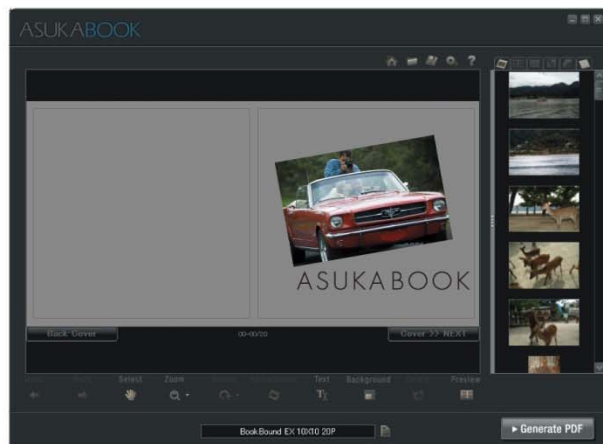 ASUKABOOK
?
ASUKABOOK
Back Cover
00-00/20
Cover >> NEXT
Select
Zoom
Text
Background
Preview
BookBound EX 10X10 20P
Generate PDF